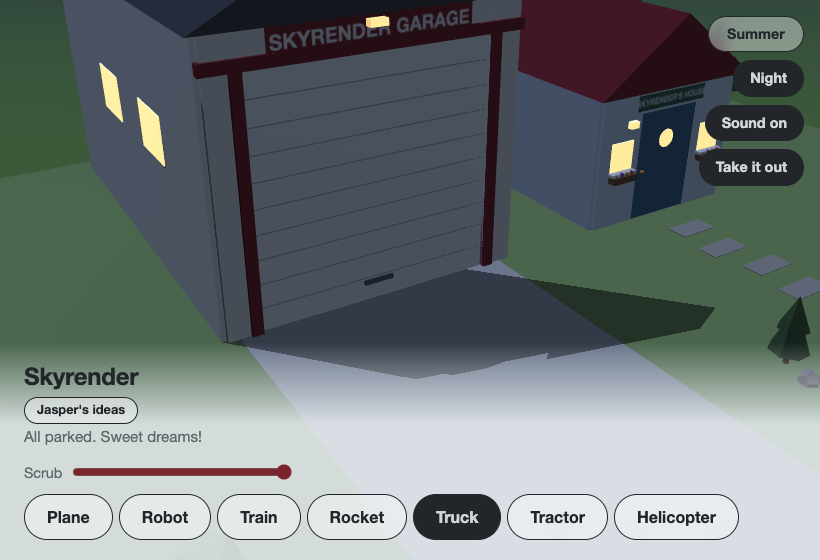 SKYRENDER GARAGE
SKYRENDER'S HOUSE
Summer
Night
Sound on
Take it out
Skyrender
Jasper's ideas
All parked. Sweet dreams!
Scrub
Plane
Robot
Train
Rocket
Truck
Tractor
Helicopter